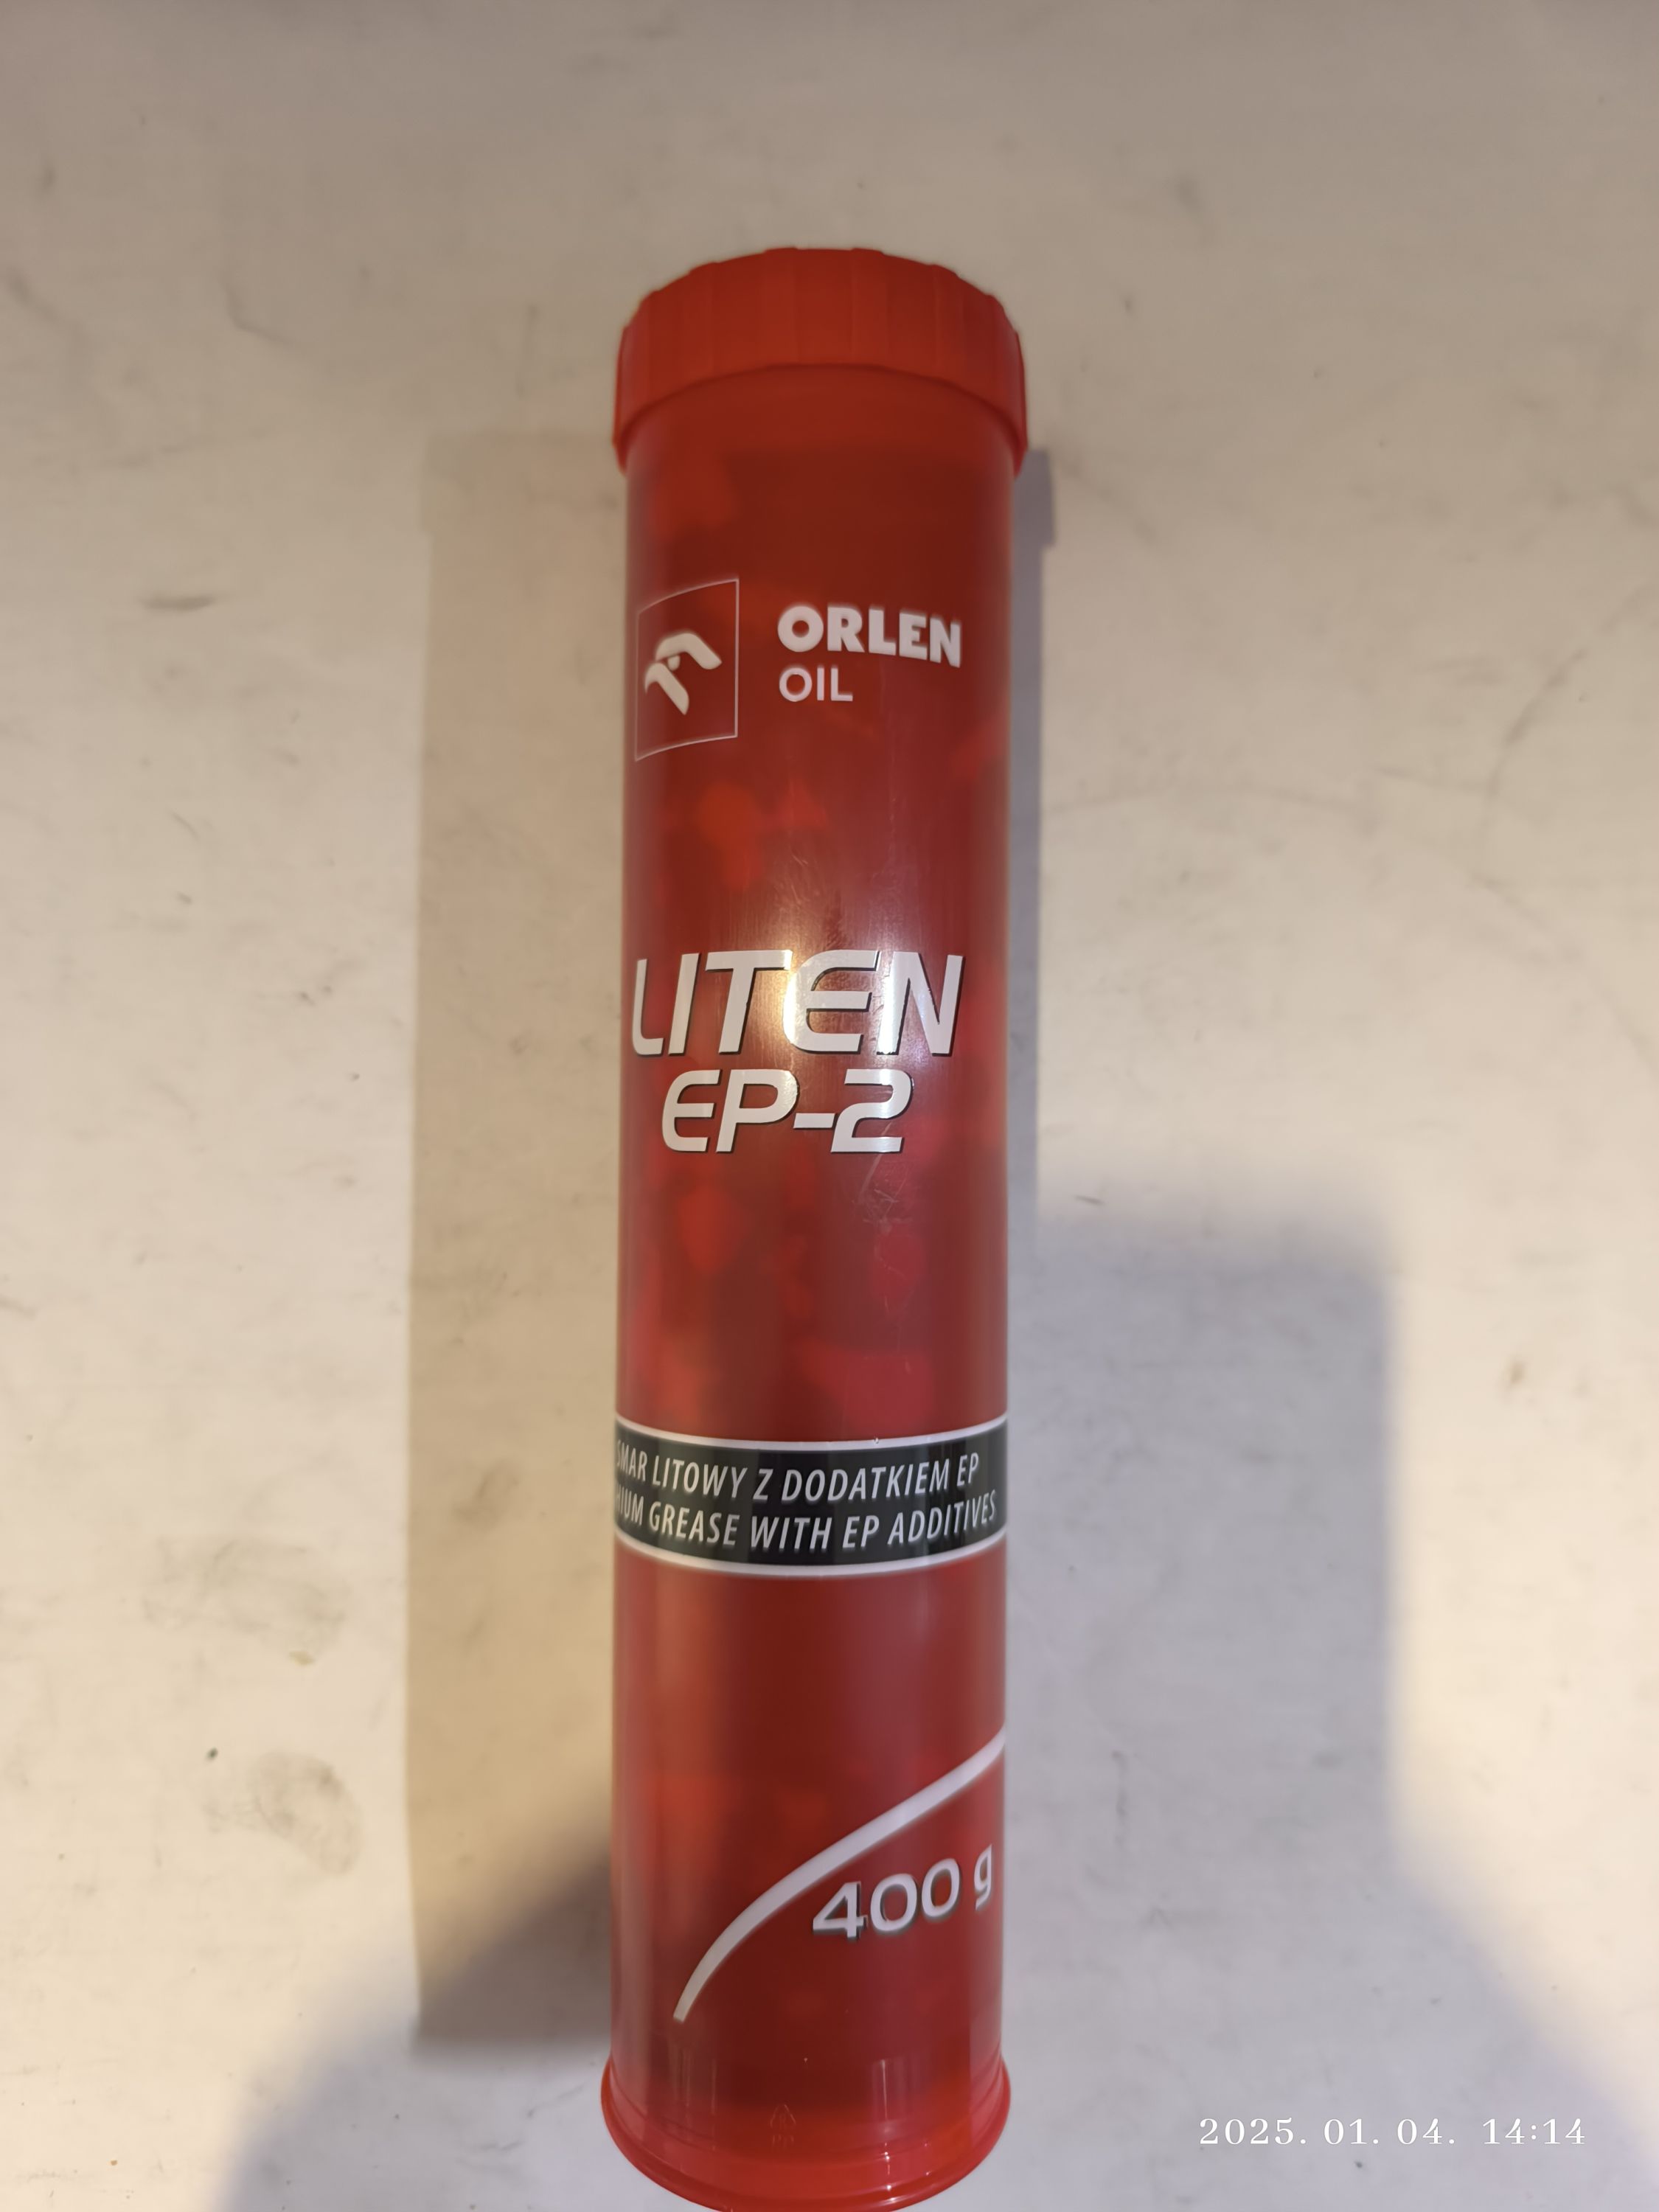 ORLEN
OIL
LITEN
EP-2
SMAR LITOWY Z DODATKIEM EP
GREASE WITH EP ADDITIVES
400 g
2025. 01. 04. 14:14